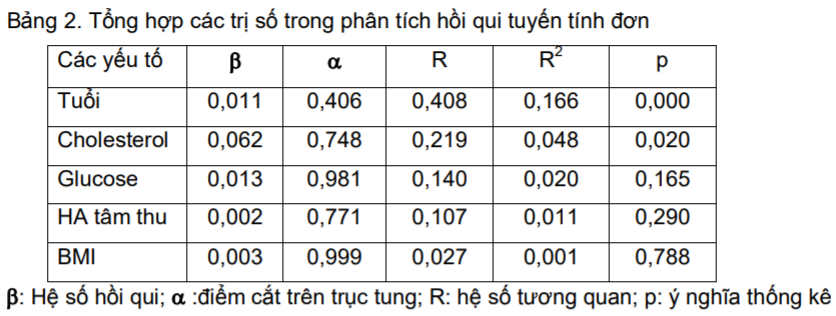 Bảng 2. Tổng hợp các trị số trong phân tích hồi qui tuyến tính đơn
Các yếu tố β α R R² p
Tuổi 0,011 0,406 0,408 0,166 0,000
Cholesterol 0,062 0,748 0,219 0,048 0,020
Glucose 0,013 0,981 0,140 0,020 0,165
HA tâm thu 0,002 0,771 0,107 0,011 0,290
BMI 0,003 0,999 0,027 0,001 0,788
β: Hệ số hồi qui; α :điểm cắt trên trục tung; R: hệ số tương quan; p: ý nghĩa thống kê